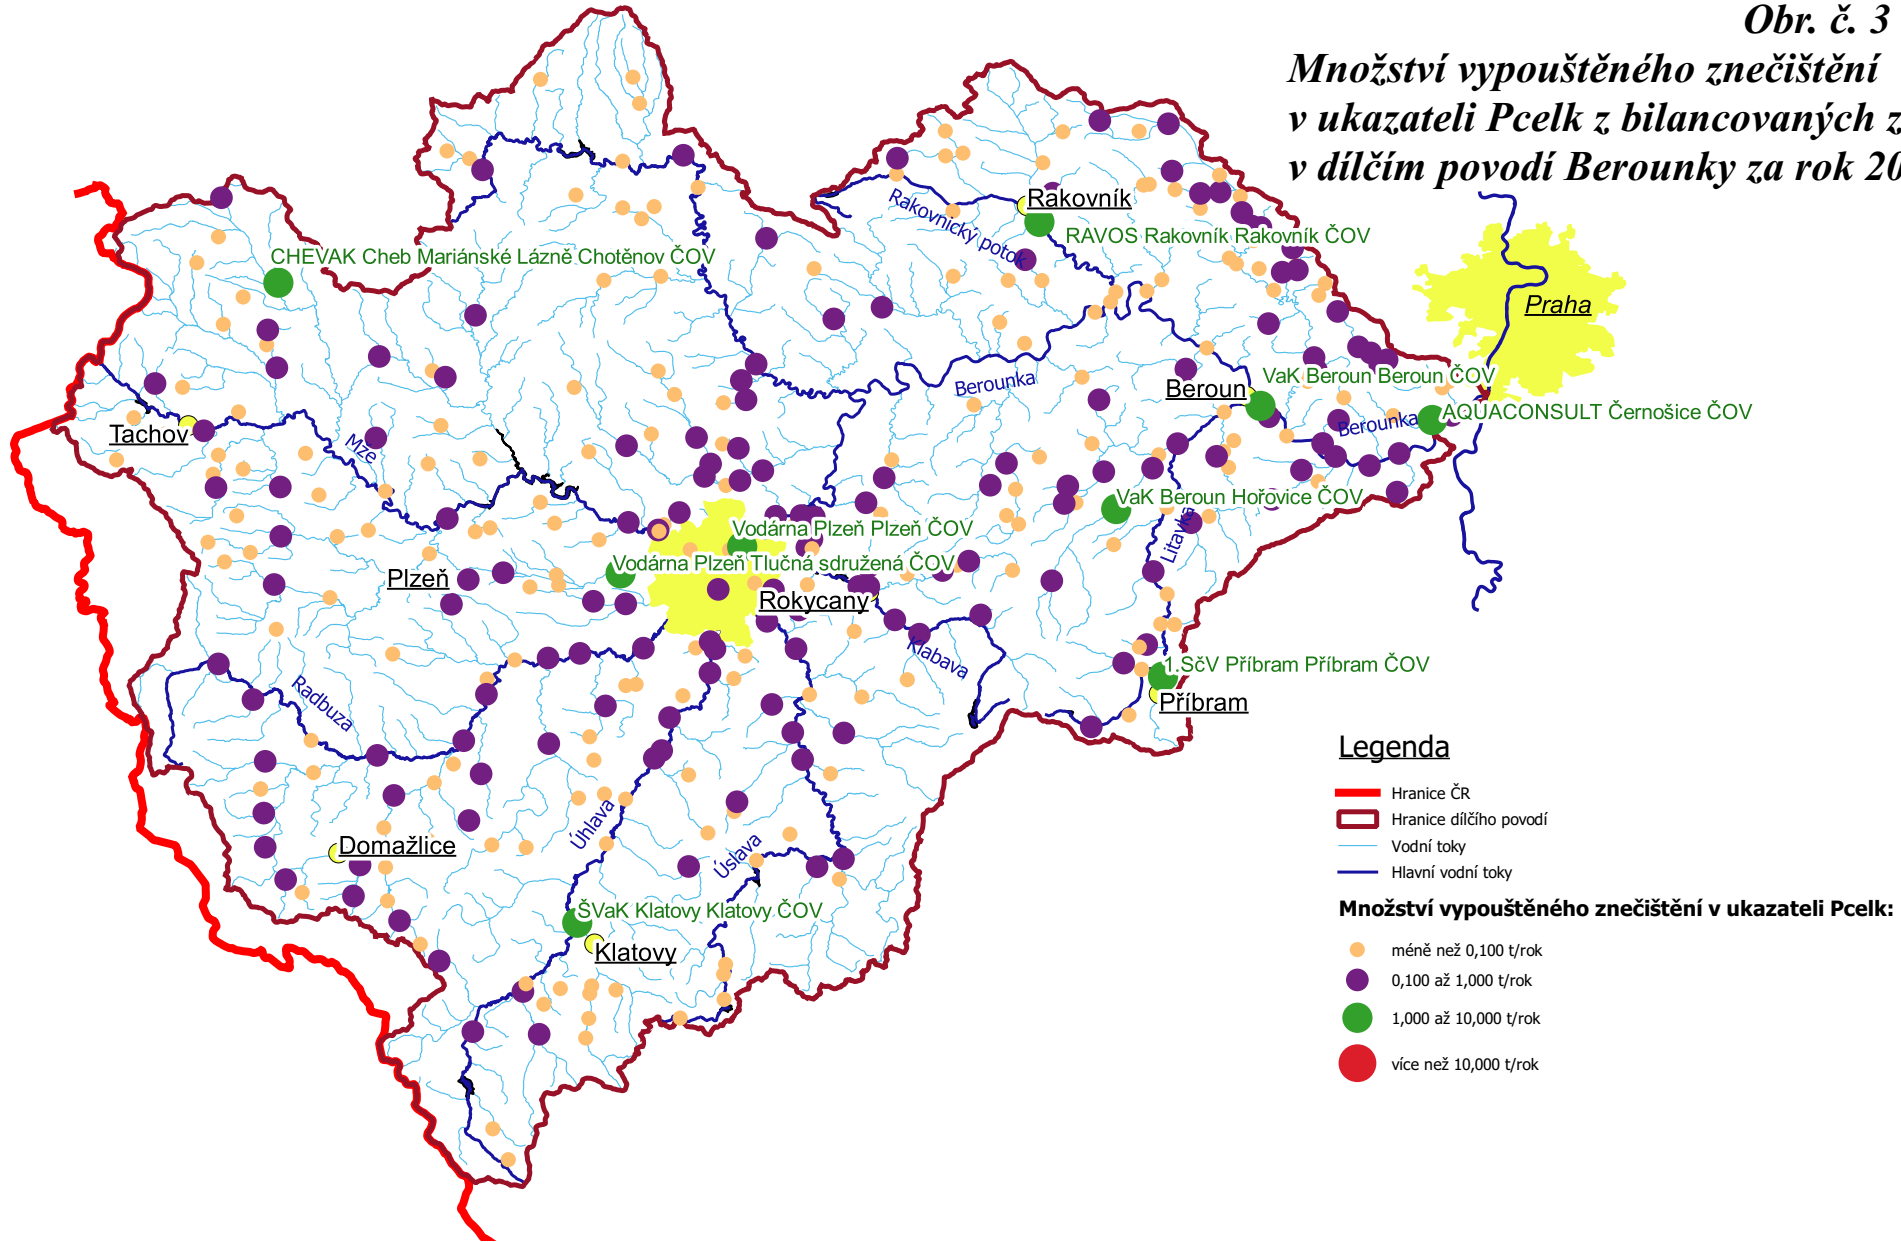 Obr. č. 3
Množství vypouštěného znečištění
v ukazateli Pcelk z bilancovaných z
v dílčím povodí Berounky za rok 20
Rakovník
Rakovnický potok
RAVOS Rakovník Rakovník ČOV
CHEVAK Cheb Mariánské Lázně Chotěnov ČOV
Praha
Berounka
Beroun
VaK Beroun Beroun ČOV
AQUACONSULT Černošice ČOV
Berounka
Tachov
Mže
VaK Beroun Hořovice ČOV
Litavka
Vodárna Plzeň Plzeň ČOV
Vodárna Plzeň Tlučná sdružená ČOV
Plzeň
Rokycany
Klabava
1.SčV Příbram Příbram ČOV
Příbram
Radbuza
Úhlava
Úslava
Domažlice
ŠVaK Klatovy Klatovy ČOV
Klatovy
Legenda
Hranice ČR
Hranice dílčího povodí
Vodní toky
Hlavní vodní toky
Množství vypouštěného znečištění v ukazateli Pcelk:
méně než 0,100 t/rok
0,100 až 1,000 t/rok
1,000 až 10,000 t/rok
více než 10,000 t/rok